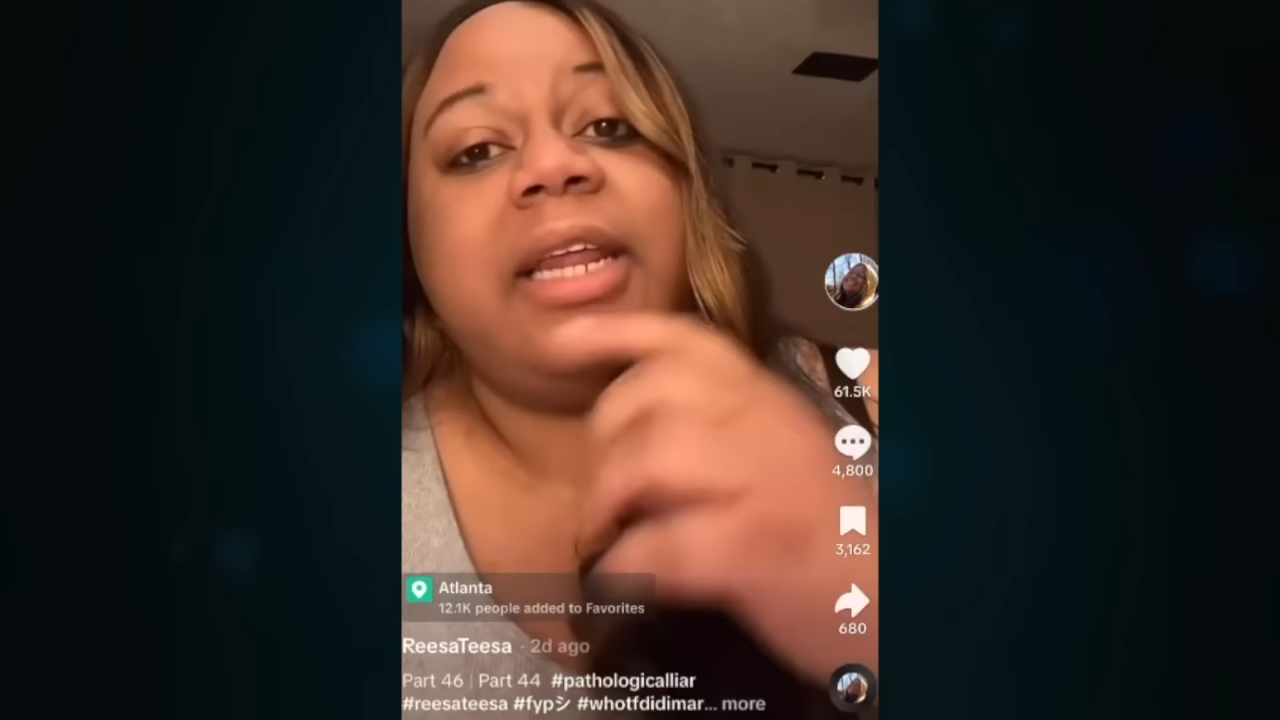 61.5K
4,800
3,162
680
Atlanta
12.1K people added to Favorites
ReesaTeesa · 2d ago
Part 46 | Part 44 #pathologicalliar
#reesateesa #fypシ #whotfdidimar... more